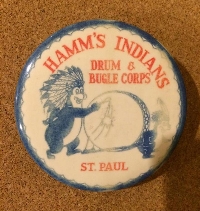 HAMM'S INDIANS
DRUM &
BUGLE CORPS
ST. PAUL